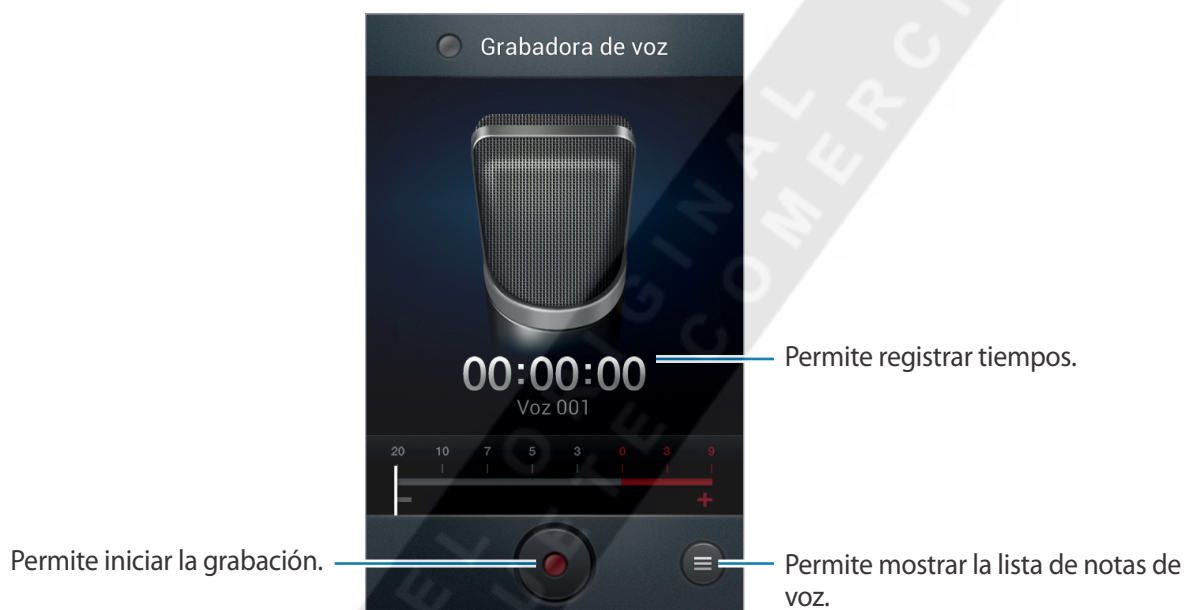 Grabadora de voz
00:00:00
Permite registrar tiempos.
Voz 001
20 10 7 5 3 0 3 9
− +
Permite iniciar la grabación.
Permite mostrar la lista de notas de
voz.